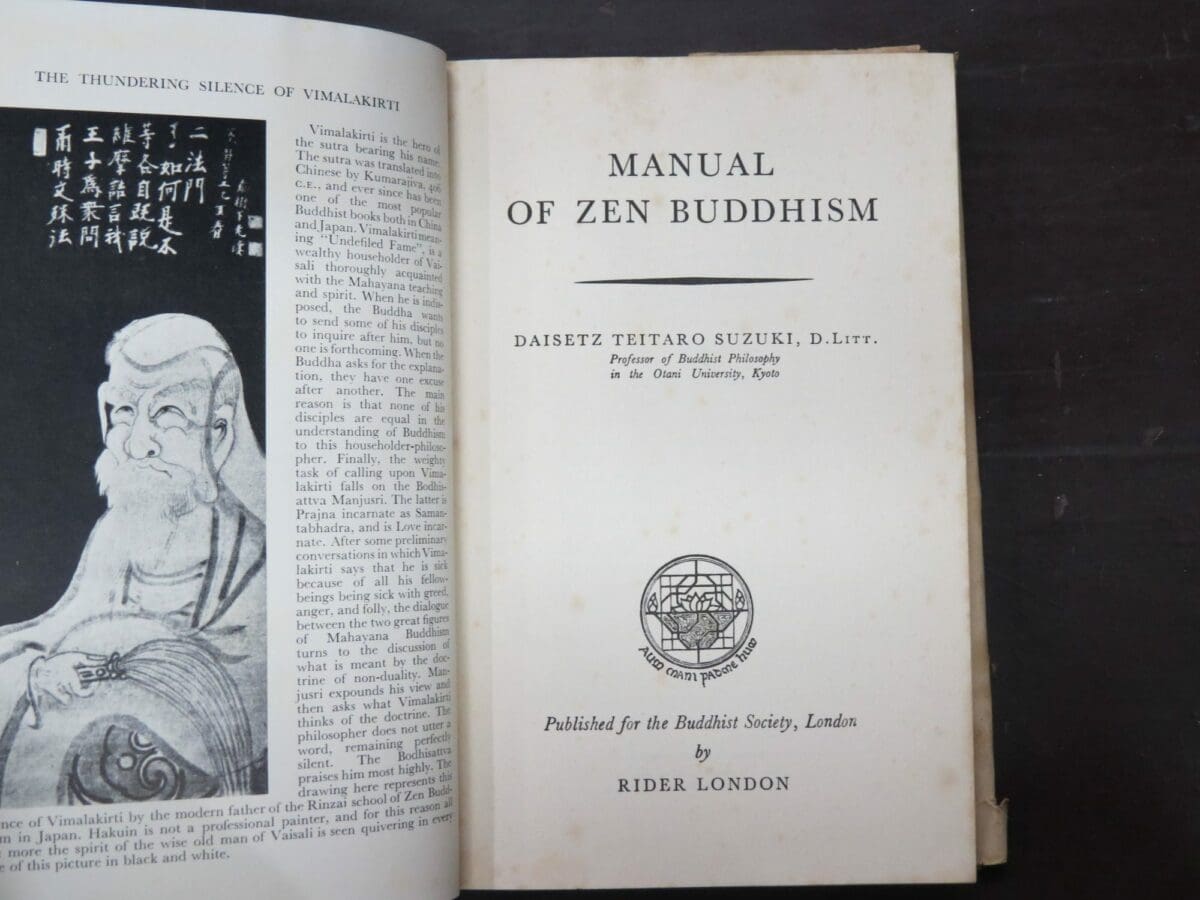 THE THUNDERING SILENCE OF VIMALAKIRTI
二法門
如何是不
等各自既說
維摩詰言我
王子為衆問
爾時文殊法
Vimalakirti is the hero of
the sutra bearing his name.
The sutra was translated into
Chinese by Kumarajiva, 406
C.E., and ever since has been
one of the most popular
Buddhist books both in China
and Japan. Vimalakirti mean-
ing "Undefiled Fame", is a
wealthy householder of Vai-
sali thoroughly acquainted
with the Mahayana teaching
and spirit. When he is indis-
posed, the Buddha wants
to send some of his disciples
to inquire after him, but no
one is forthcoming. When the
Buddha asks for the explana-
tion, they have one excuse
after another. The main
reason is that none of his
disciples are equal in the
understanding of Buddhism
to this householder-philoso-
pher. Finally, the weighty
task of calling upon Vima-
lakirti falls on the Bodhis-
attva Manjusri. The latter is
Prajna incarnate as Saman-
tabhadra, and is Love incar-
nate. After some preliminary
conversations in which Vima-
lakirti says that he is sick
because of all his fellow-
beings being sick with greed,
anger, and folly, the dialogue
between the two great figures
of Mahayana Buddhism
turns to the discussion of
what is meant by the doc-
trine of non-duality. Man-
jusri expounds his view and
then asks what Vimalakirti
thinks of the doctrine. The
philosopher does not utter a
word, remaining perfectly
silent. The Bodhisattva
praises him most highly. The
drawing here represents this
nce of Vimalakirti by the modern father of the Rinzai school of Zen Budd-
m in Japan. Hakuin is not a professional painter, and for this reason all
more the spirit of the wise old man of Vaisali is seen quivering in every
e of this picture in black and white.
MANUAL
OF ZEN BUDDHISM
DAISETZ TEITARO SUZUKI, D.LITT.
Professor of Buddhist Philosophy
in the Otani University, Kyoto
AUM MANI PADME HUM
Published for the Buddhist Society, London
by
RIDER LONDON